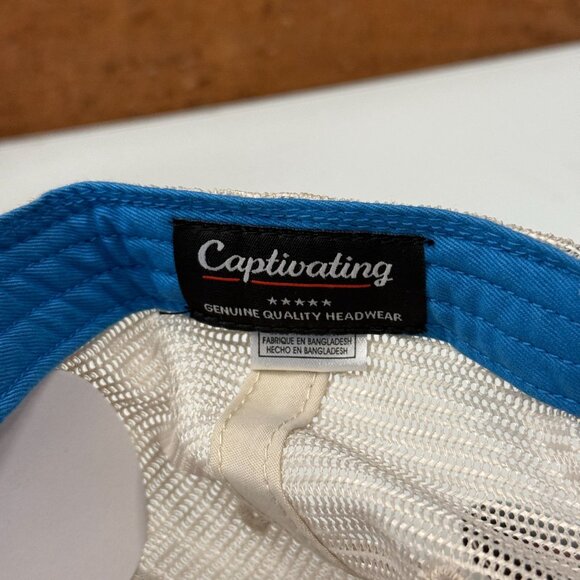 Captivating
★★★★★
GENUINE QUALITY HEADWEAR
FABRIQUE EN BANGLADESH
HECHO EN BANGLADESH